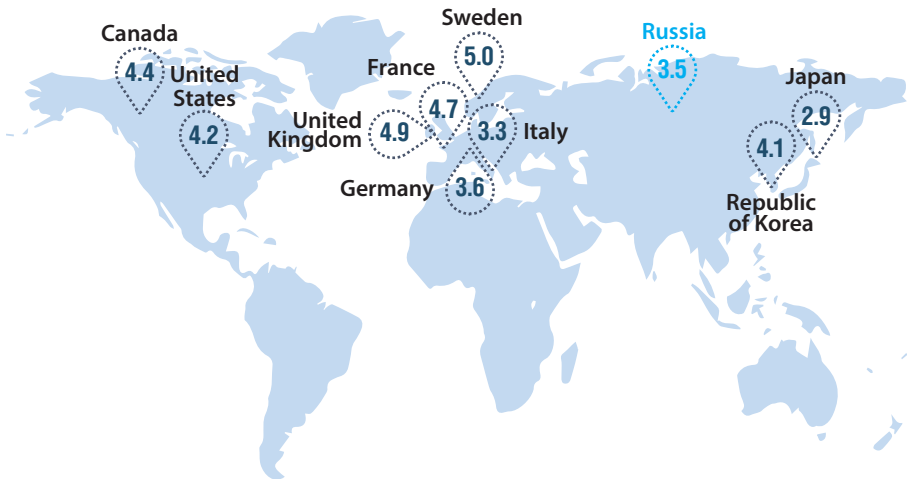 Sweden
5.0
Canada
4.4
United
States
4.2
France
4.7
Russia
3.5
Japan
2.9
United
Kingdom
4.9
3.3
Italy
4.1
Republic
of Korea
Germany
3.6